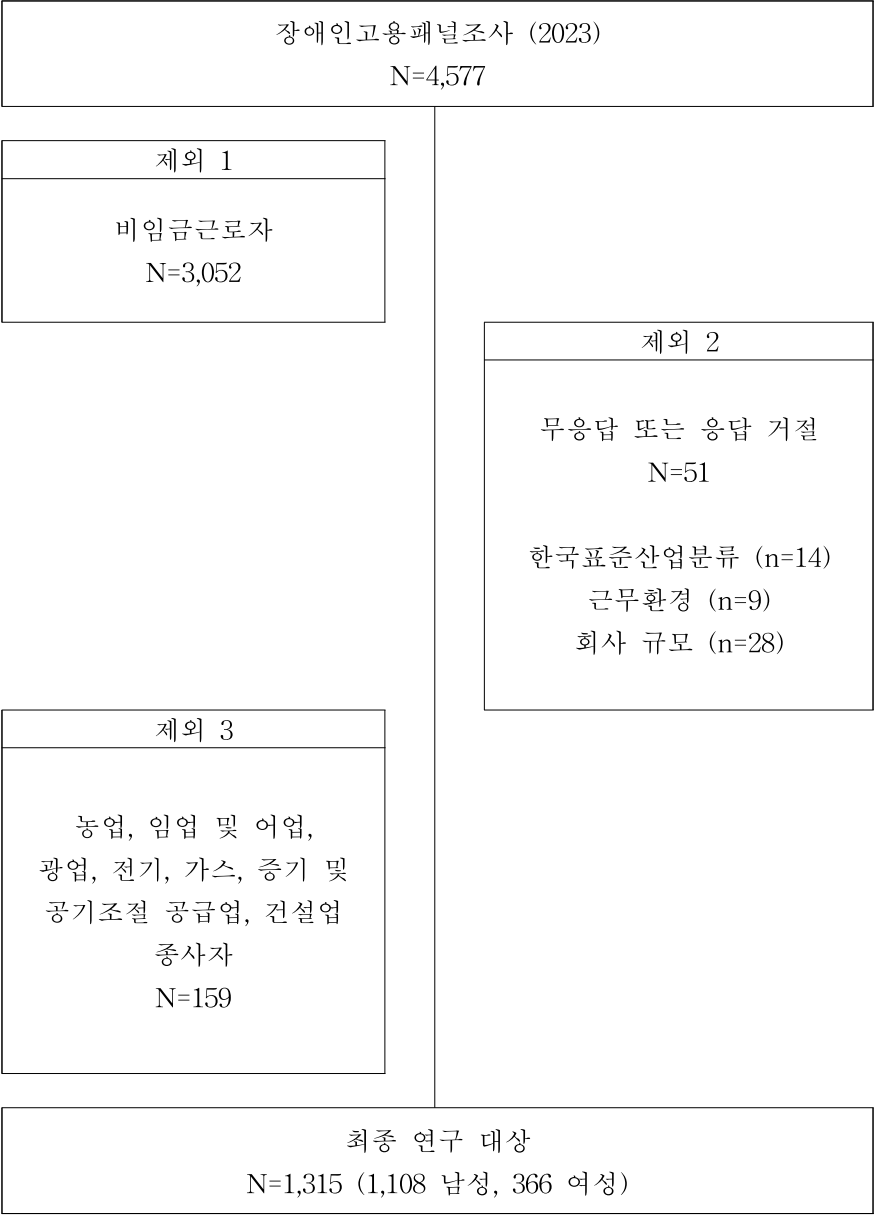 장애인고용패널조사 (2023)
N=4,577
제외 1
비임금근로자
N=3,052
제외 2
무응답 또는 응답 거절
N=51
한국표준산업분류 (n=14)
근무환경 (n=9)
회사 규모 (n=28)
제외 3
농업, 임업 및 어업,
광업, 전기, 가스, 증기 및
공기조절 공급업, 건설업
종사자
N=159
최종 연구 대상
N=1,315 (1,108 남성, 366 여성)